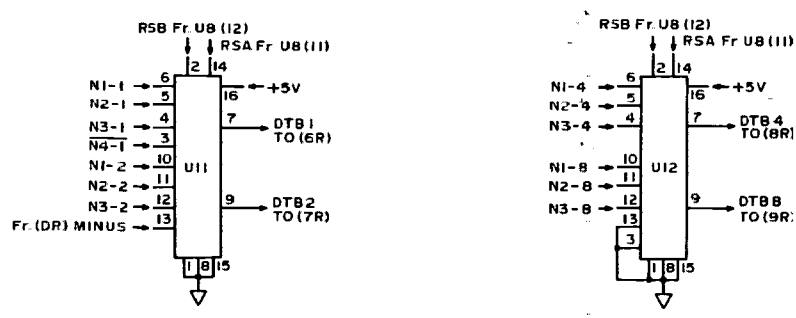 RSB Fr. U8 (12)
RSA Fr U8 (11)
2 14
N1-1 6
16 +5V
N2-1 5
N3-1 4
7 DTB 1
TO (6R)
N4-1 3
N1-2 10
U11
N2-2 11
N3-2 12
9 DTB2
TO (7R)
Fr. (DR) MINUS 13
1 8 15
RSB Fr. U8 (12)
RSA Fr U8 (11)
2 14
N1-4 6
16 +5V
N2-4 5
N3-4 4
7 DTB 4
TO (8R)
N1-8 10
U12
N2-8 11
N3-8 12
9 DTB 8
TO (9R)
13
3
1 8 15